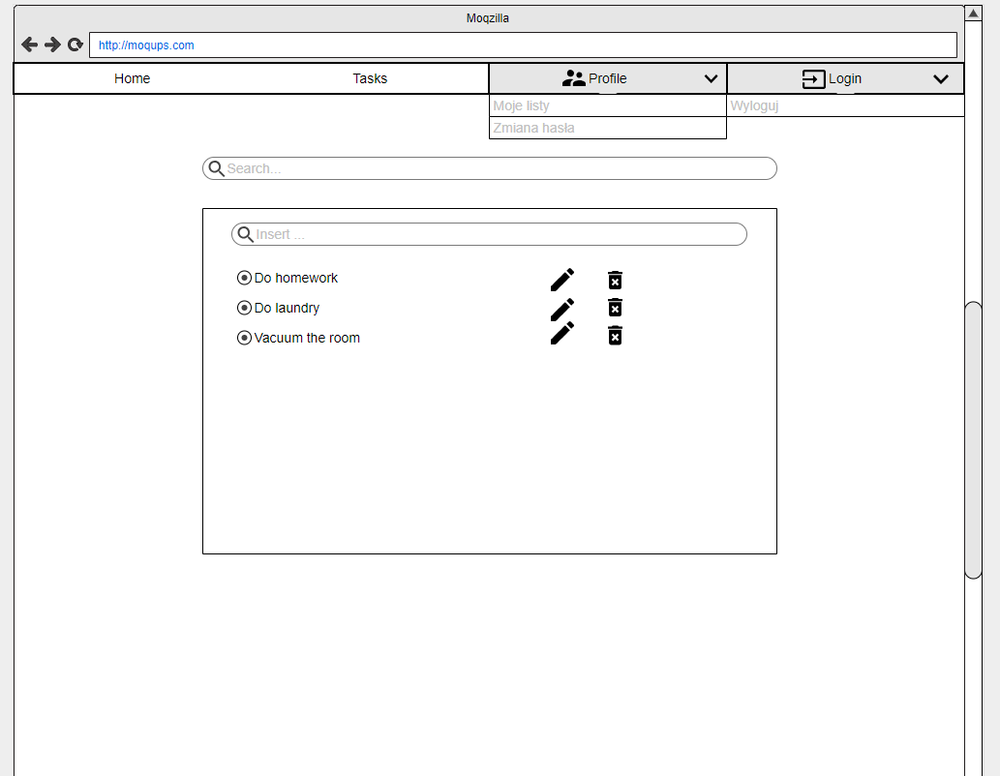 Moqzilla
http://moqups.com
Home Tasks Profile Login
Moje listy Wyloguj
Zmiana hasła
Search...
Insert ...
Do homework
Do laundry
Vacuum the room